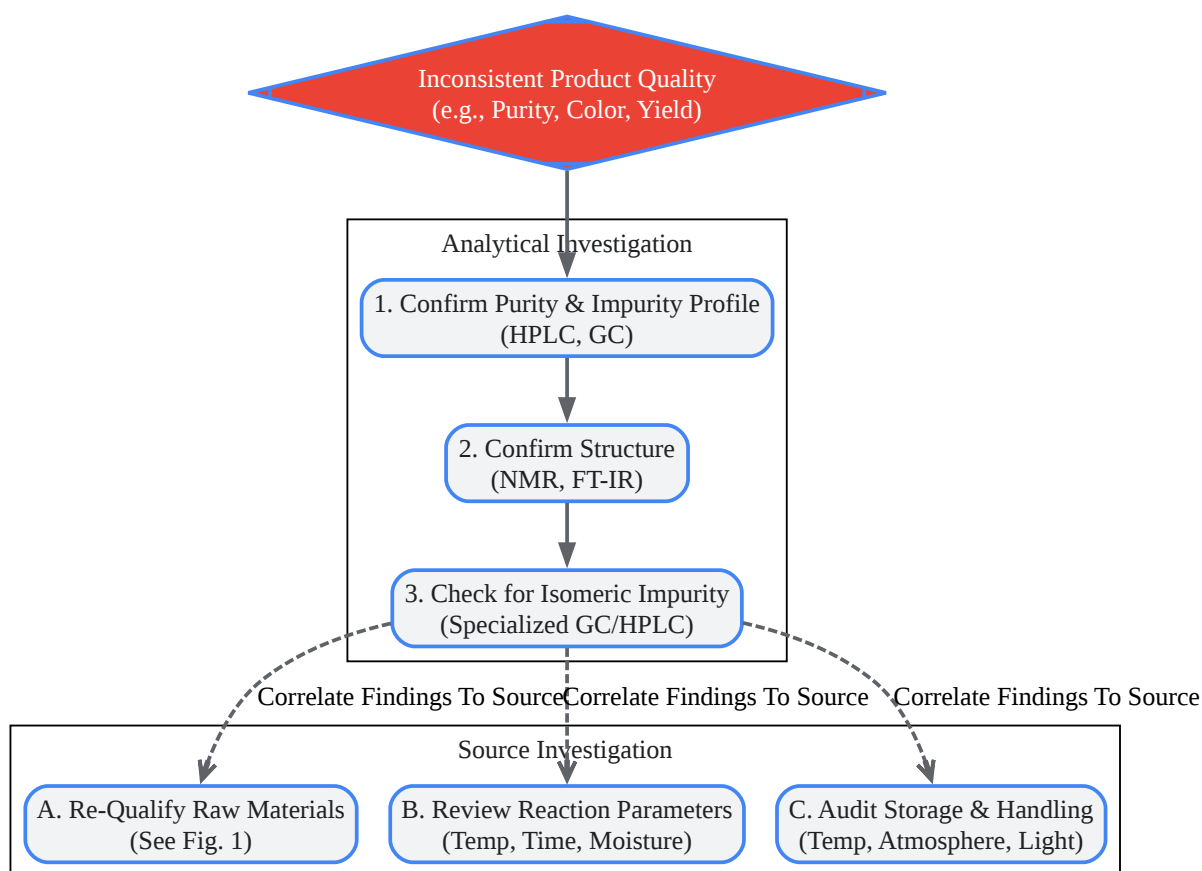 Inconsistent Product Quality
(e.g., Purity, Color, Yield)
Analytical Investigation
1. Confirm Purity & Impurity Profile
(HPLC, GC)
2. Confirm Structure
(NMR, FT-IR)
3. Check for Isomeric Impurity
(Specialized GC/HPLC)
Correlate Findings To Source
Correlate Findings To Source
Correlate Findings To Source
Source Investigation
A. Re-Qualify Raw Materials
(See Fig. 1)
B. Review Reaction Parameters
(Temp, Time, Moisture)
C. Audit Storage & Handling
(Temp, Atmosphere, Light)